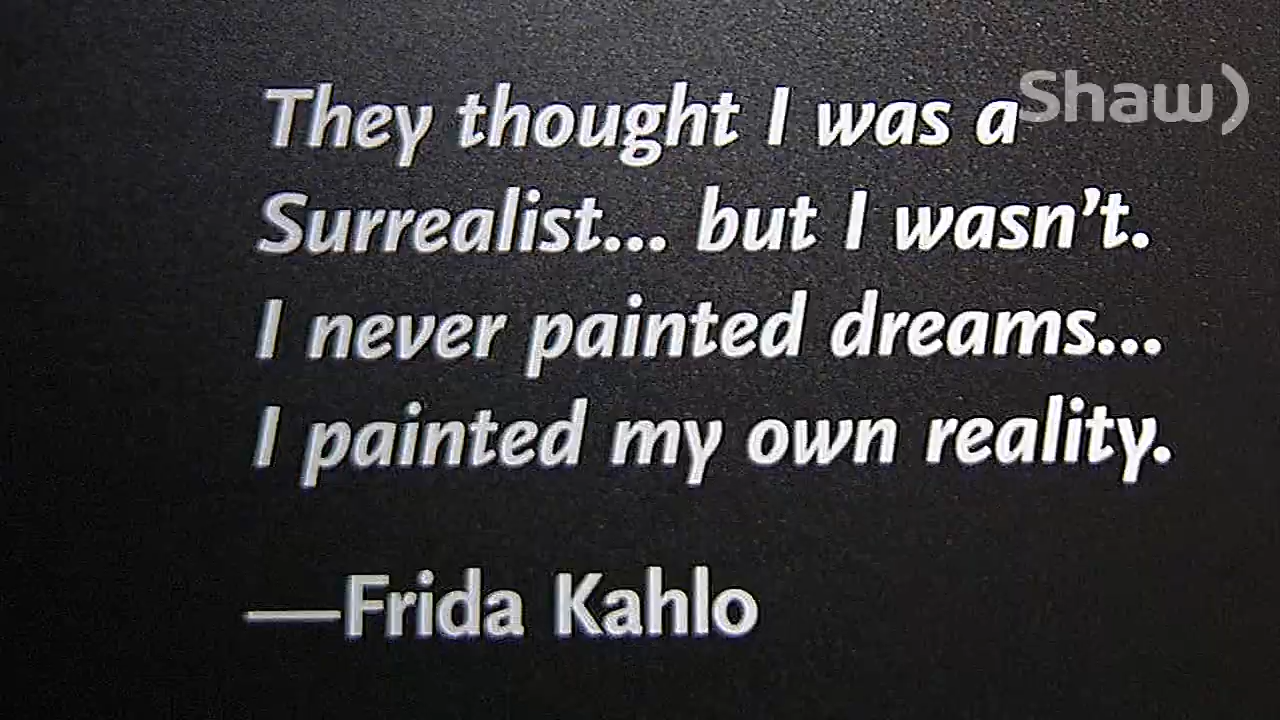 They thought I was a
Shaw)
Surrealist... but I wasn't.
I never painted dreams...
I painted my own reality.
—Frida Kahlo